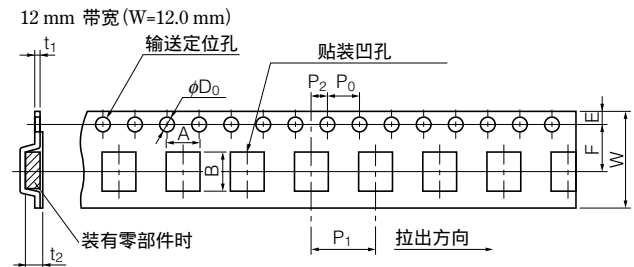 12 mm 带宽(W=12.0 mm)
t1
输送定位孔
贴装凹孔
ϕD0
P2
P0
A
B
E
F
W
装有零部件时
t2
P1
拉出方向